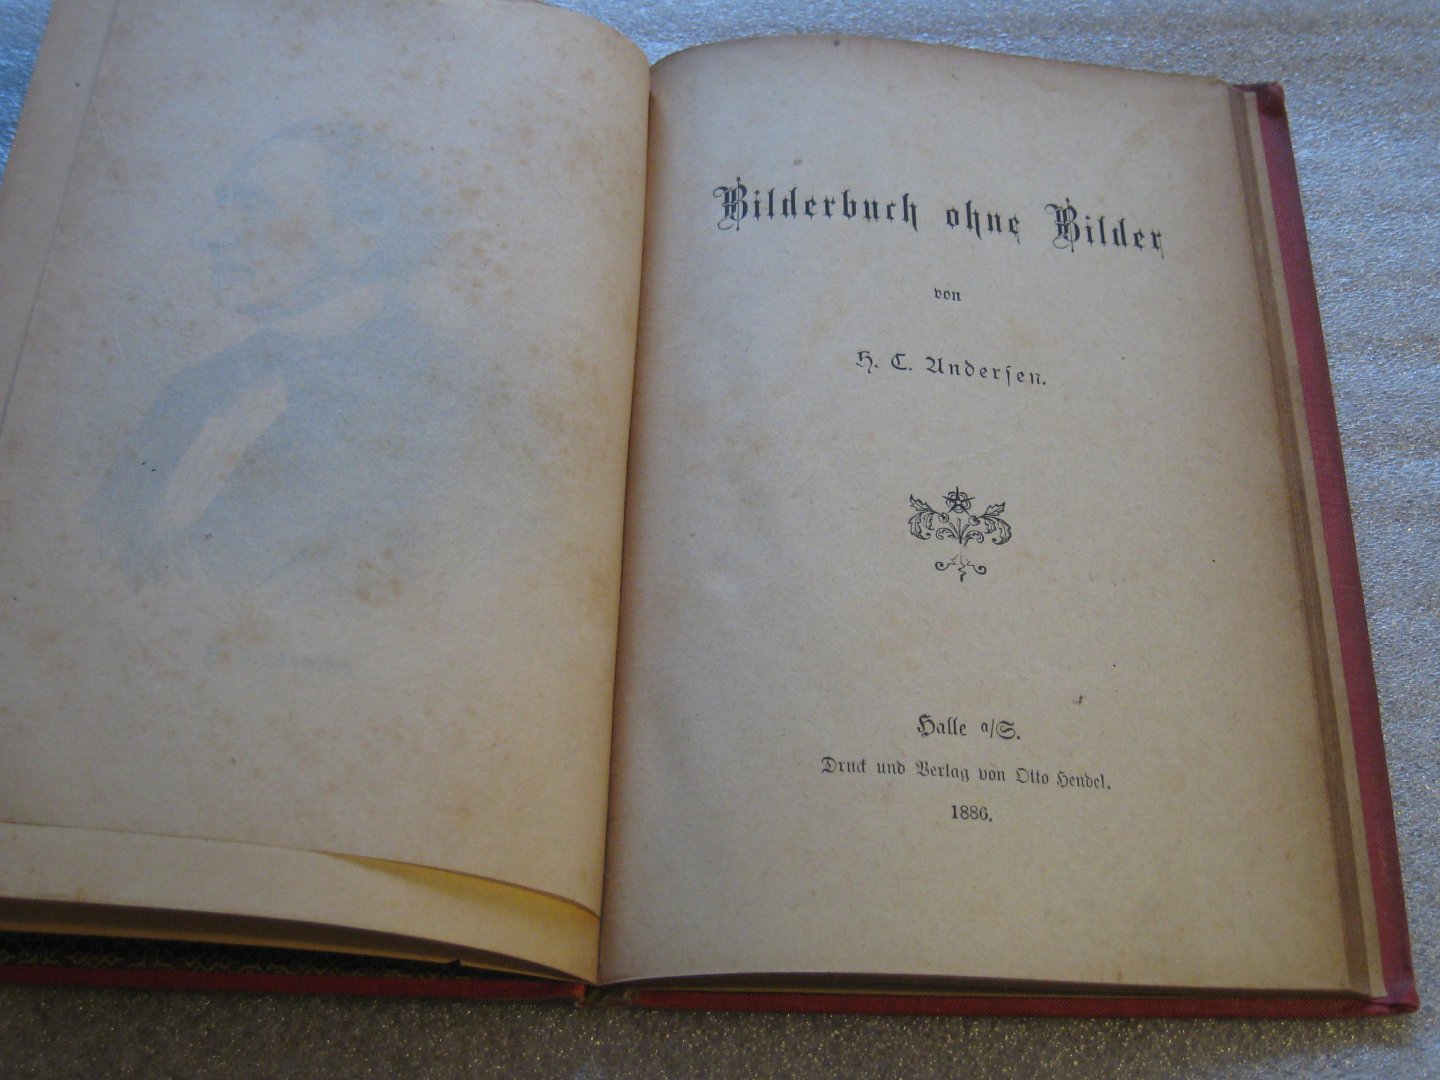 Bilderbuch ohne Bilder
von
H. C. Andersen.
Halle a/S.
Druck und Verlag von Otto Hendel.
1886.